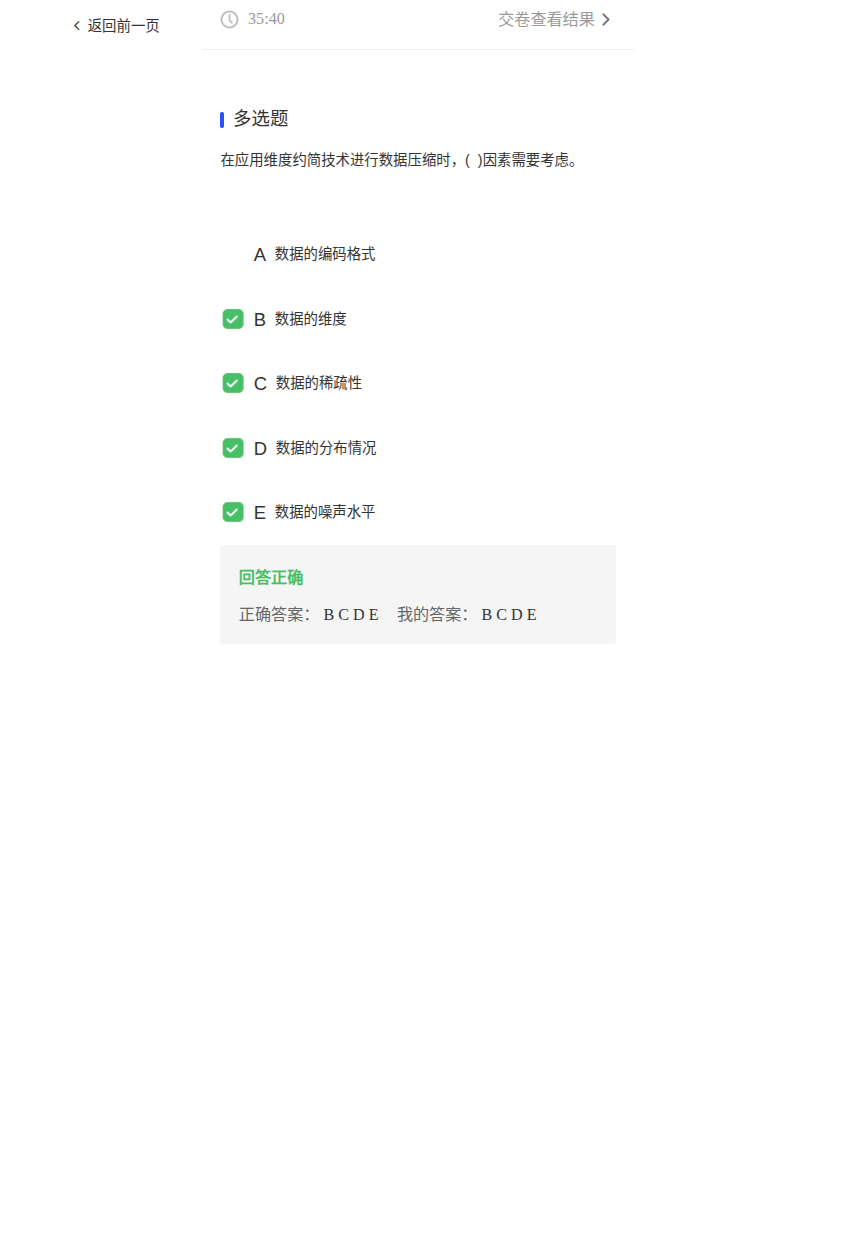 返回前一页
35:40
交卷查看结果
多选题
在应用维度约简技术进行数据压缩时，( )因素需要考虑。
A 数据的编码格式
B 数据的维度
C 数据的稀疏性
D 数据的分布情况
E 数据的噪声水平
回答正确
正确答案： B C D E 我的答案： B C D E